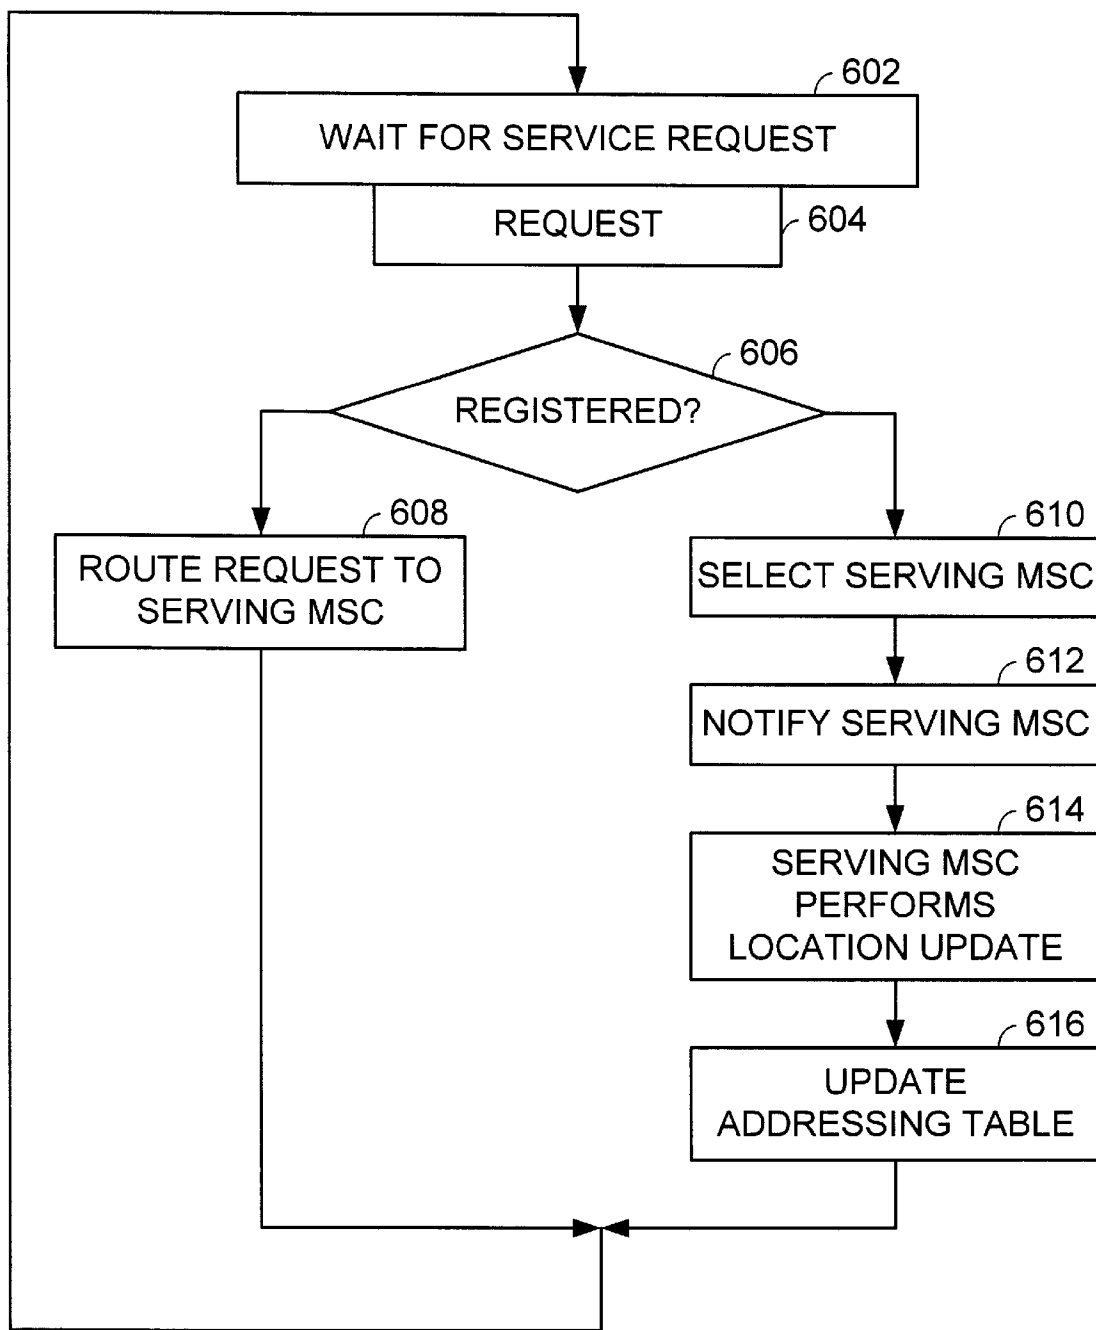 602
WAIT FOR SERVICE REQUEST
REQUEST
604
606
REGISTERED?
608
ROUTE REQUEST TO
SERVING MSC
610
SELECT SERVING MSC
612
NOTIFY SERVING MSC
614
SERVING MSC
PERFORMS
LOCATION UPDATE
616
UPDATE
ADDRESSING TABLE